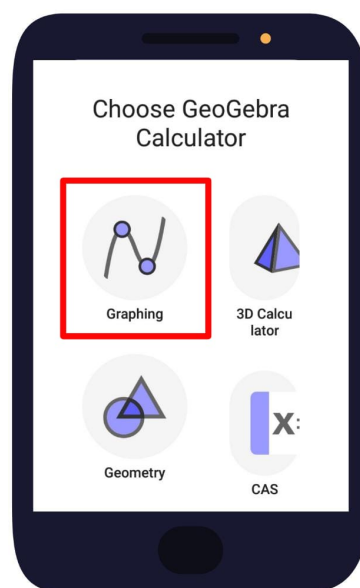 Choose GeoGebra
Calculator
Graphing
3D Calcu
lator
Geometry
X:
CAS